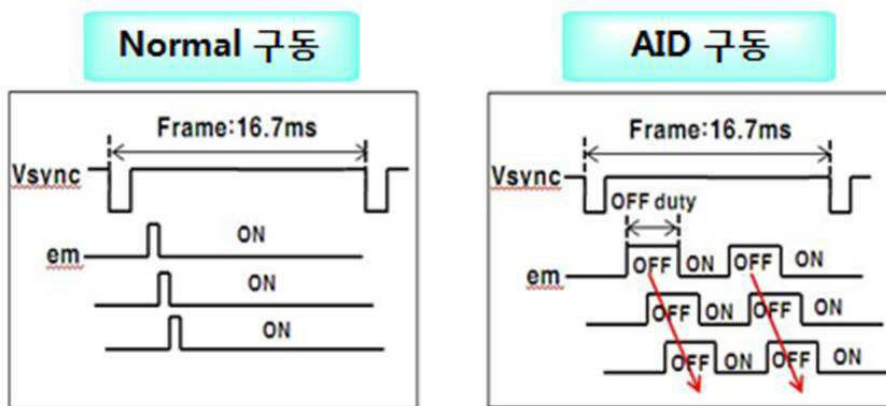 Normal 구동
Frame:16.7ms
Vsync
em
ON
ON
ON
AID 구동
Frame:16.7ms
Vsync
OFF duty
em
OFF ON OFF ON
OFF ON OFF ON
OFF ON OFF ON